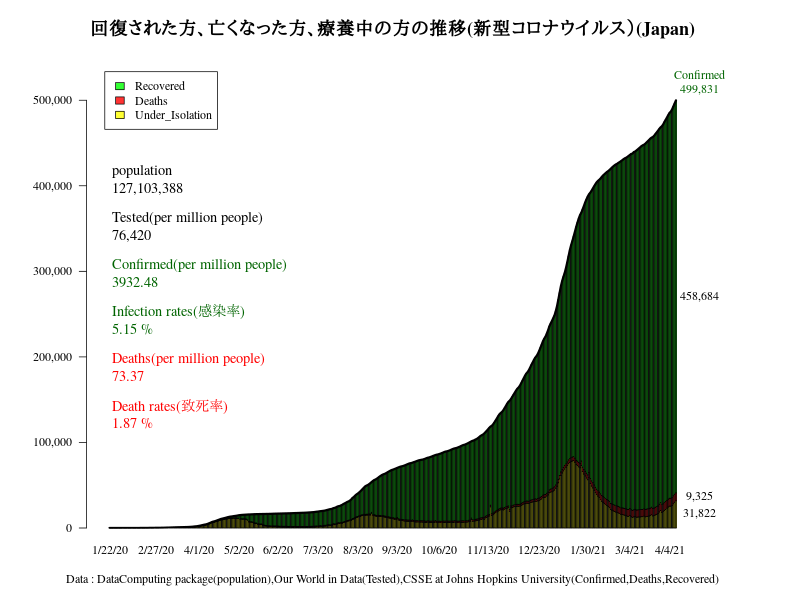 回復された方、亡くなった方、療養中の方の推移(新型コロナウイルス)(Japan)
Confirmed
499,831
Recovered
Deaths
Under_Isolation
500,000
400,000
300,000
200,000
100,000
0
population
127,103,388
Tested(per million people)
76,420
Confirmed(per million people)
3932.48
Infection rates(感染率)
5.15 %
Deaths(per million people)
73.37
Death rates(致死率)
1.87 %
458,684
9,325
31,822
1/22/20 2/27/20 4/1/20 5/2/20 6/2/20 7/3/20 8/3/20 9/3/20 10/6/20 11/13/20 12/23/20 1/30/21 3/4/21 4/4/21
Data : DataComputing package(population),Our World in Data(Tested),CSSE at Johns Hopkins University(Confirmed,Deaths,Recovered)